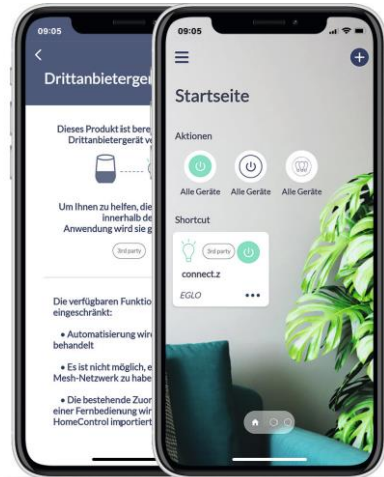 09:05
Drittanbieterger
Dieses Produkt ist bere
Drittanbietergerät v
Um Ihnen zu helfen, die
innerhalb de
Anwendung wird sie g
3rd party
Die verfügbaren Funktio
eingeschränkt:
• Automatisierung wir
behandelt
• Es ist nicht möglich, e
Mesh-Netzwerk zu habe
• Die bestehende Zuor
einer Fernbedienung wir
HomeControl importiert
09:05
Startseite
Aktionen
Alle Geräte Alle Geräte Alle Geräte
Shortcut
3rd party
connect.z
EGLO